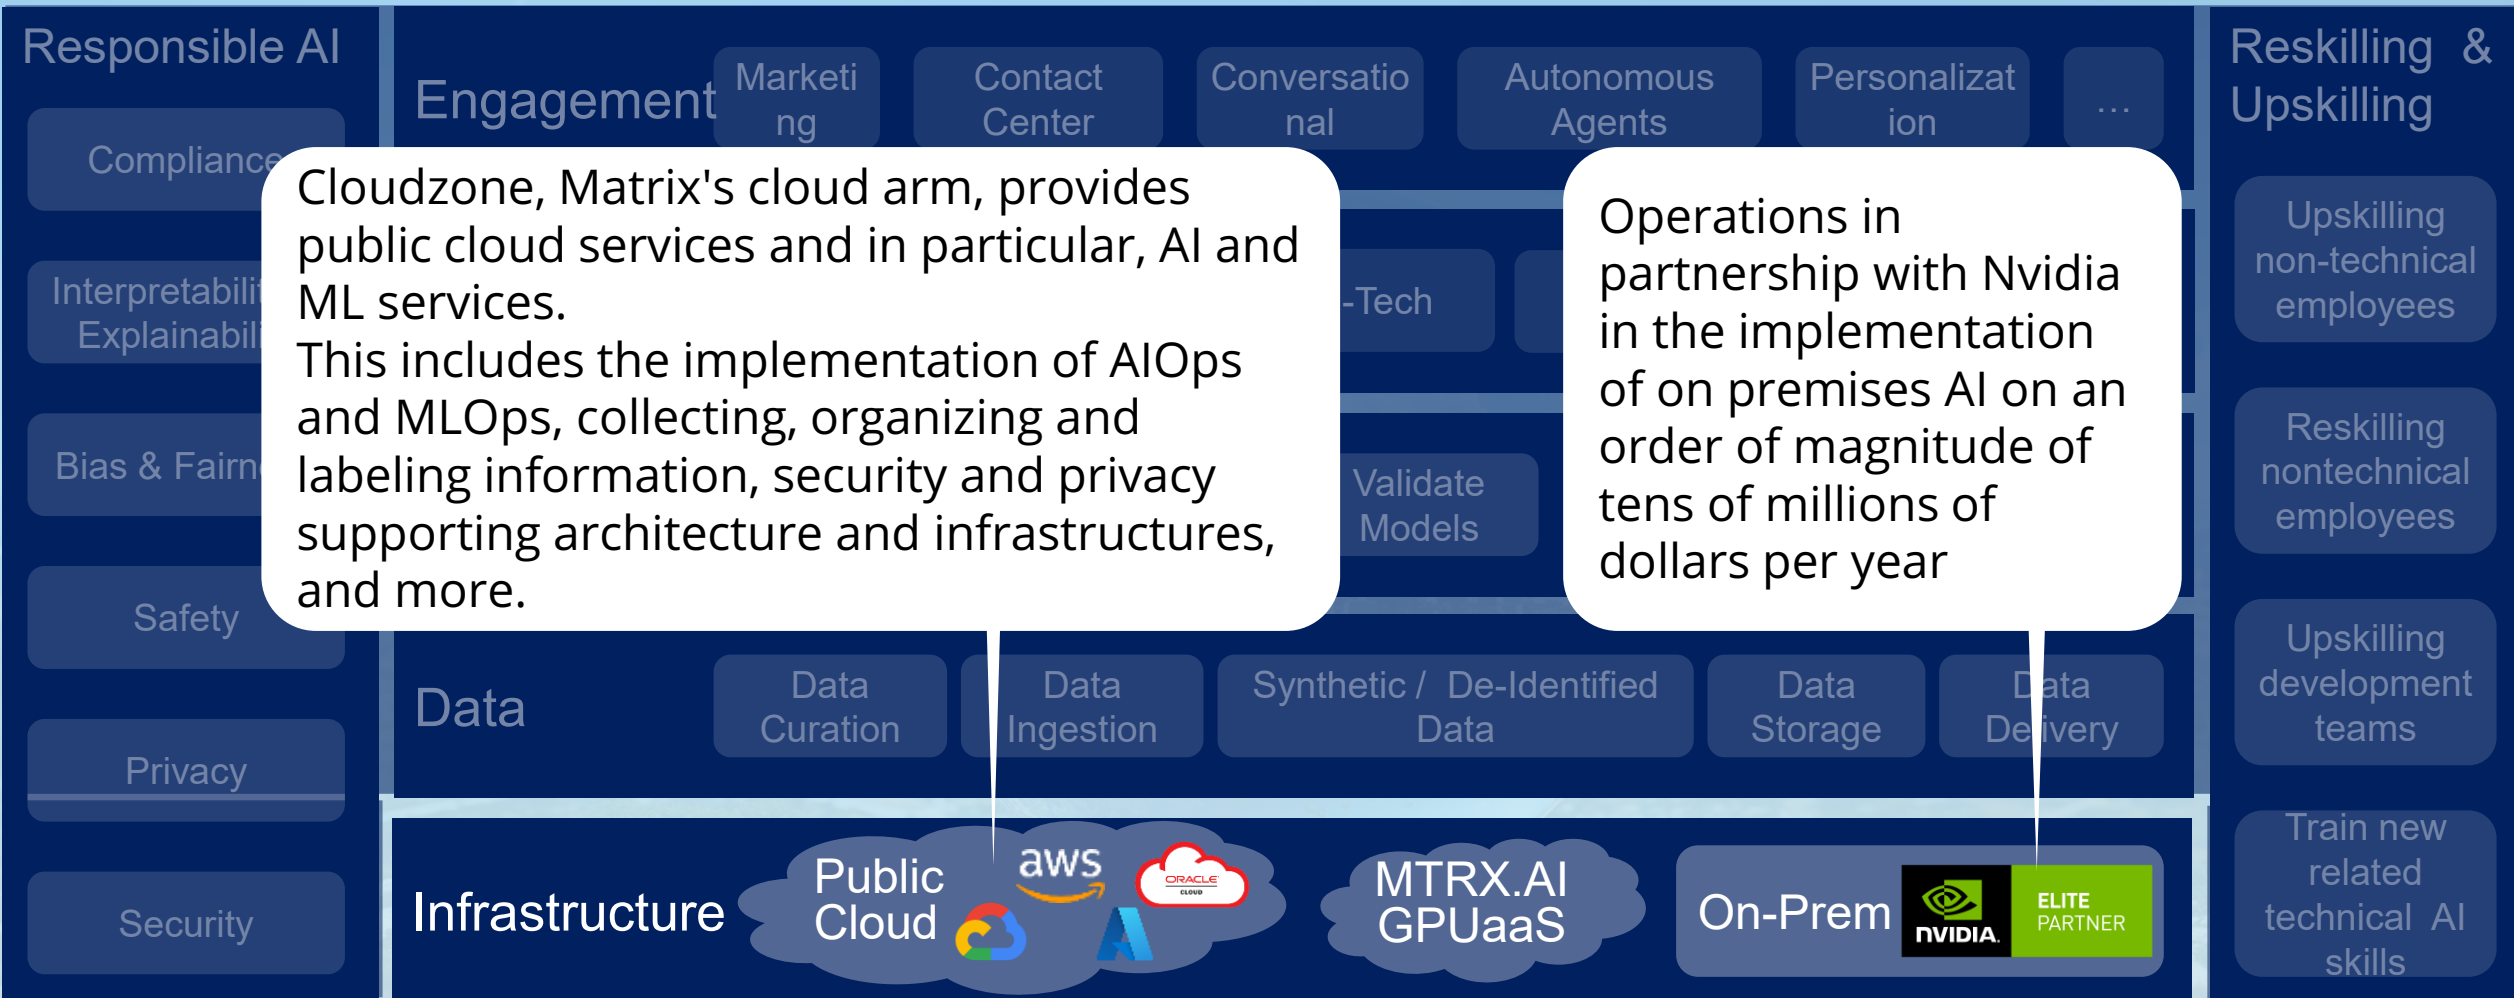 Responsible AI
Compliance
Interpretabili
Explainabili
Bias & Fairn
Safety
Privacy
Security
Engagement
Marketi
ng
Contact
Center
Conversatio
nal
Autonomous
Agents
Personalizat
ion
...
Cloudzone, Matrix's cloud arm, provides
public cloud services and in particular, AI and
ML services.
This includes the implementation of AIOps
and MLOps, collecting, organizing and
labeling information, security and privacy
supporting architecture and infrastructures,
and more.
-Tech
Validate
Models
Operations in
partnership with Nvidia
in the implementation
of on premises AI on an
order of magnitude of
tens of millions of
dollars per year
Data
Data
Curation
Data
Ingestion
Synthetic / De-Identified
Data
Data
Storage
Data
Delivery
Infrastructure
Public
Cloud
aws
ORACLE
CLOUD
MTRX.AI
GPUaaS
On-Prem
NVIDIA.
ELITE
PARTNER
Reskilling &
Upskilling
Upskilling
non-technical
employees
Reskilling
nontechnical
employees
Upskilling
development
teams
Train new
related
technical AI
skills